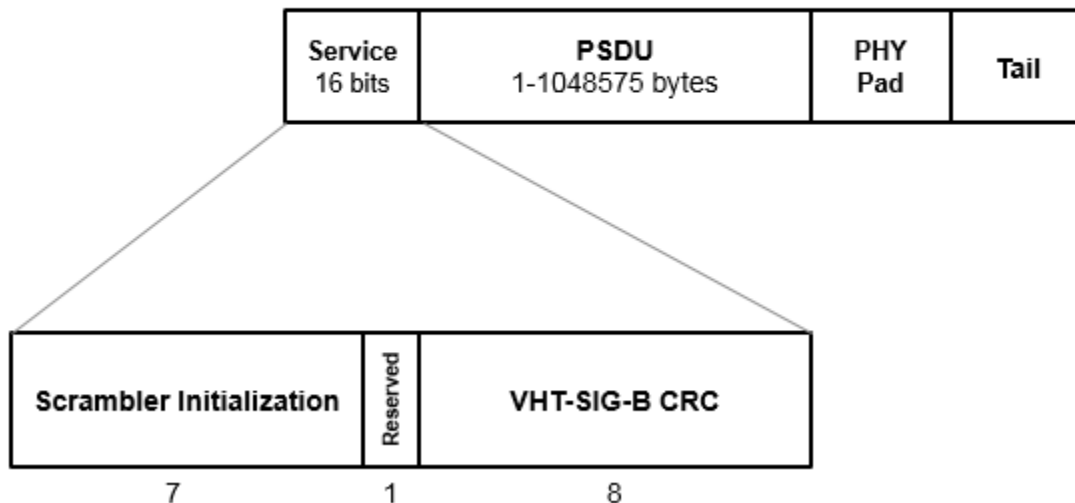 Service
16 bits
PSDU
1-1048575 bytes
PHY
Pad
Tail
Scrambler Initialization
Reserved
VHT-SIG-B CRC
7
1
8